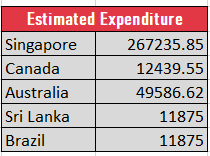 Estimated Expenditure
Singapore 267235.85
Canada 12439.55
Australia 49586.62
Sri Lanka 11875
Brazil 11875